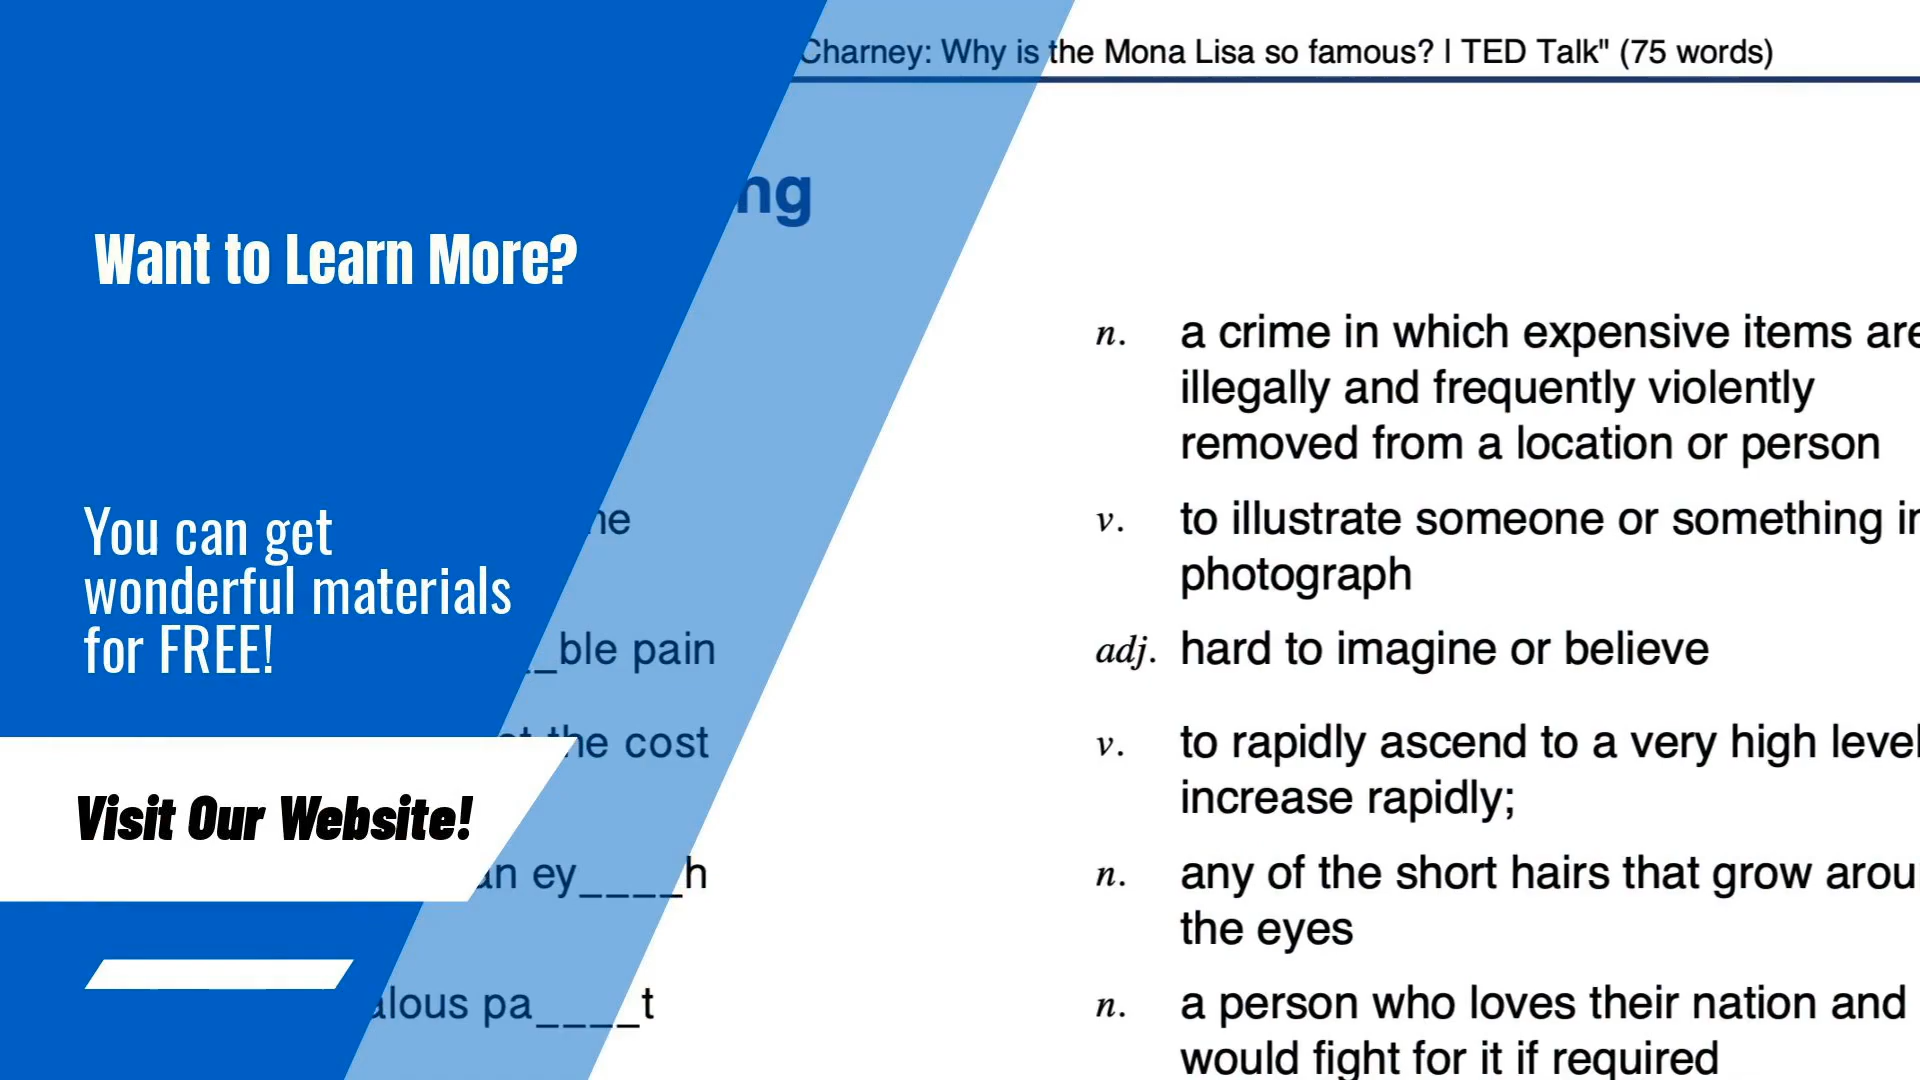 Charney: Why is the Mona Lisa so famous? | TED Talk" (75 words)
ng
Want to Learn More?
You can get
wonderful materials
for FREE!
Visit Our Website!
n. a crime in which expensive items are
illegally and frequently violently
removed from a location or person
v. to illustrate someone or something in
photograph
_ble pain
adj. hard to imagine or believe
the cost
v. to rapidly ascend to a very high level
increase rapidly;
an ey____h
n. any of the short hairs that grow arou
the eyes
alous pa____t
n. a person who loves their nation and
would fight for it if required